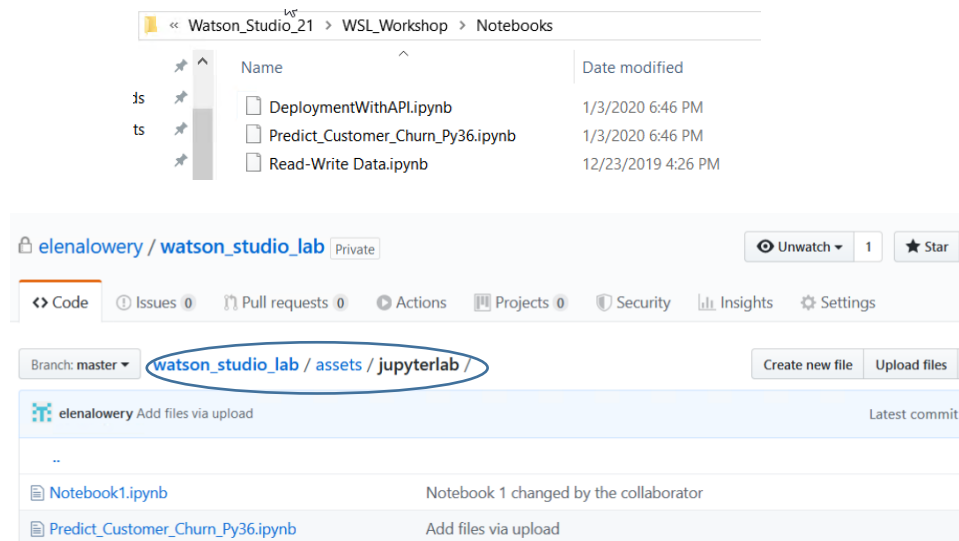 « Watson_Studio_21 > WSL_Workshop > Notebooks
Name Date modified
ds
ts
DeploymentWithAPI.ipynb 1/3/2020 6:46 PM
Predict_Customer_Churn_Py36.ipynb 1/3/2020 6:46 PM
Read-Write Data.ipynb 12/23/2019 4:26 PM
elenalowery / watson_studio_lab Private Unwatch 1 Star
Code Issues 0 Pull requests 0 Actions Projects 0 Security Insights Settings
Branch: master watson_studio_lab / assets / jupyterlab / Create new file Upload files
elenalowery Add files via upload Latest commit
..
Notebook1.ipynb Notebook 1 changed by the collaborator
Predict_Customer_Churn_Py36.ipynb Add files via upload